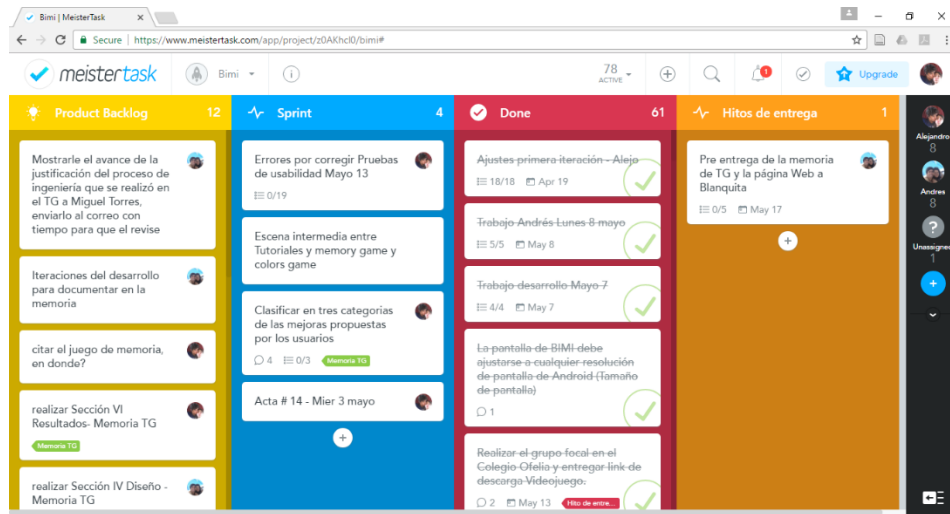 Bimi | MeisterTask
Secure | https://www.meistertask.com/app/project/z0AKhcl0/bimi#
meistertask
Bimi
78
ACTIVE
1
Upgrade
Product Backlog 12
Mostrarle el avance de la
justificación del proceso de
ingeniería que se realizó en
el TG a Miguel Torres,
enviarlo al correo con
tiempo para que el revise
Iteraciones del desarrollo
para documentar en la
memoria
citar el juego de memoria,
en donde?
realizar Sección VI
Resultados- Memoria TG
Memoria TG
realizar Sección IV Diseño -
Memoria TG
Sprint 4
Errores por corregir Pruebas
de usabilidad Mayo 13
0/19
Escena intermedia entre
Tutoriales y memory game y
colors game
Clasificar en tres categorias
de las mejoras propuestas
por los usuarios
4 0/3 Memoria TG
Acta # 14 - Mier 3 mayo
Done 61
Ajustes primera iteración - Alejo
18/18 Apr 19
Trabajo Andrés Lunes 8 mayo
5/5 May 8
Trabajo desarrollo Mayo 7
4/4 May 7
La pantalla de BIMI debe
ajustarse a cualquier resolución
de pantalla de Android (Tamaño
de pantalla)
1
Realizar el grupo focal en el
Colegio Ofelia y entregar link de
descarga Videojuego.
2 May 13 Hito de entre...
Hitos de entrega 1
Pre entrega de la memoria
de TG y la página Web a
Blanquita
0/5 May 17
Alejandro
8
Andres
8
?
Unassigned
1